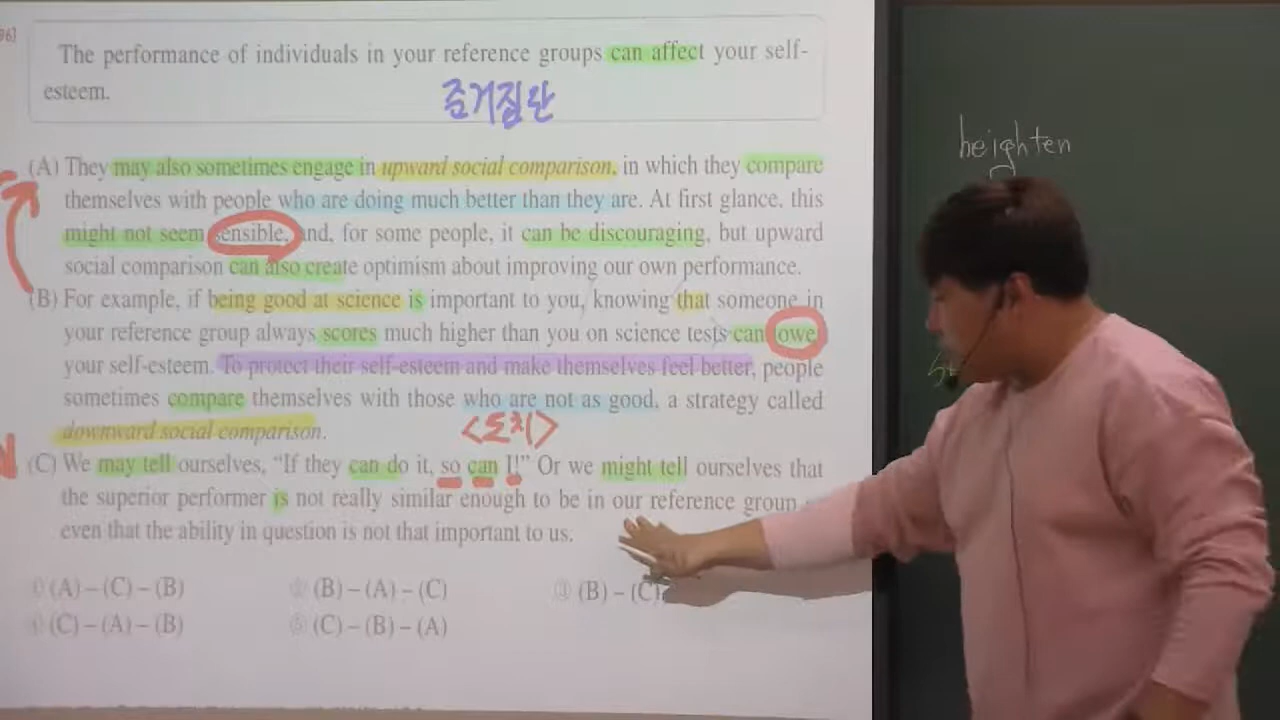 96]
The performance of individuals in your reference groups can affect your self-
esteem.
준거집단
(A) They may also sometimes engage in upward social comparison, in which they compare
themselves with people who are doing much better than they are. At first glance, this
might not seem sensible, and, for some people, it can be discouraging, but upward
social comparison can also create optimism about improving our own performance.
(B) For example, if being good at science is important to you, knowing that someone in
your reference group always scores much higher than you on science tests can lower
your self-esteem. To protect their self-esteem and make themselves feel better, people
sometimes compare themselves with those who are not as good, a strategy called
downward social comparison.
<도치>
(C) We may tell ourselves, “If they can do it, so can I!” Or we might tell ourselves that
the superior performer is not really similar enough to be in our reference group
even that the ability in question is not that important to us.
① (A) – (C) – (B)
② (B) – (A) – (C)
③ (B) – (C)
④ (C) – (A) – (B)
⑤ (C) – (B) – (A)
heighten